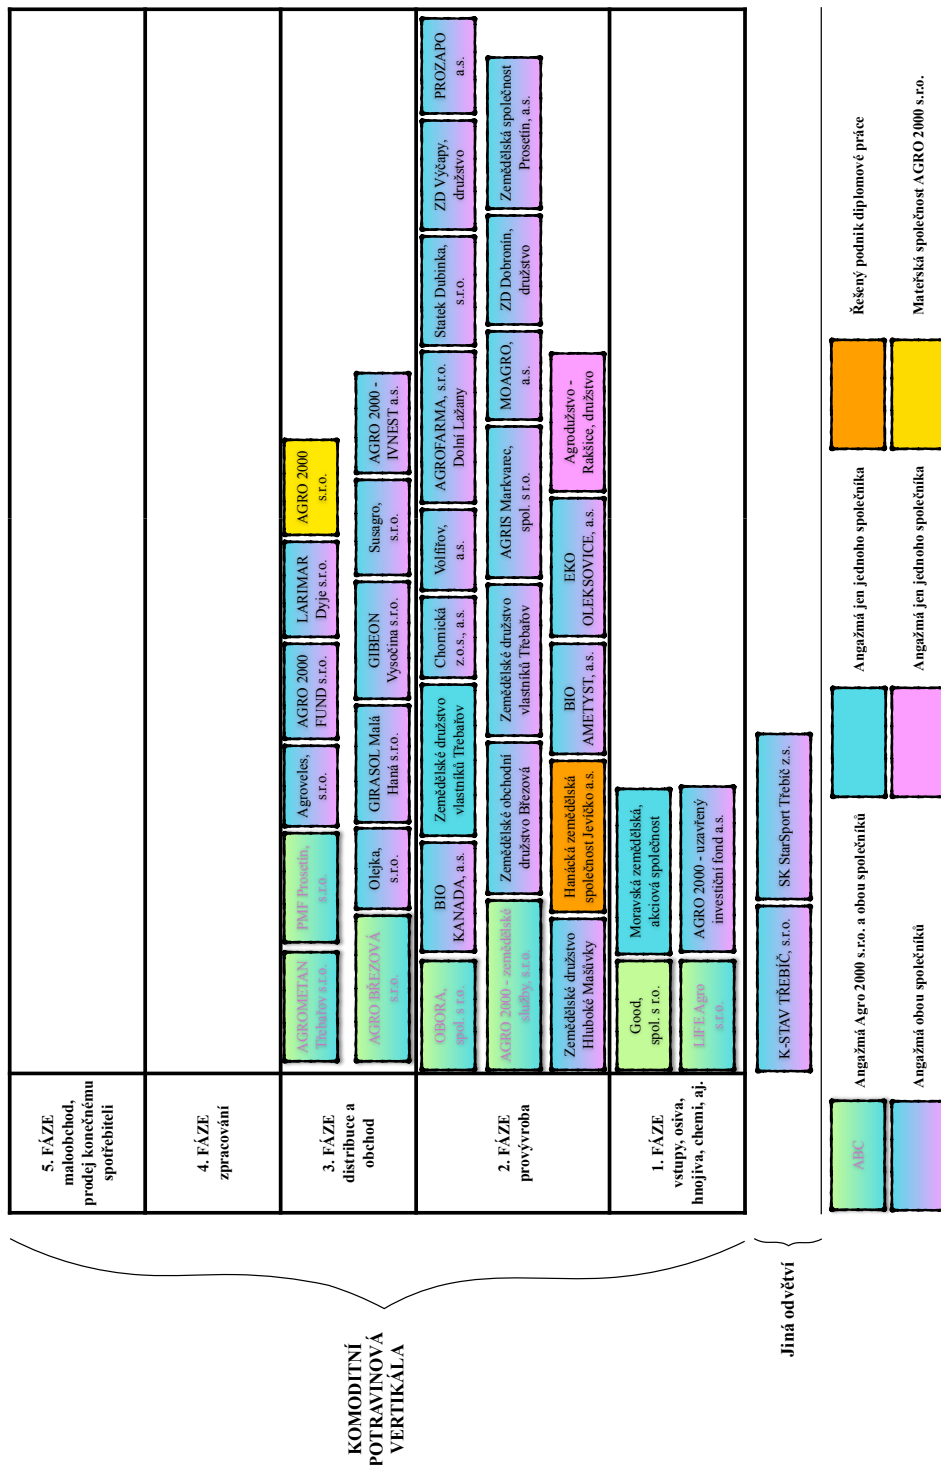 KOMODITNÍ
POTRAVINOVÁ
VERTIKÁLA
5. FÁZE
maloobchod,
prodej konečnému
spotřebiteli
4. FÁZE
zpracování
3. FÁZE
distribuce a
obchod
AGROMETAN
Třebařov s.r.o.
PMF Prosetín,
s.r.o.
Agroveles,
s.r.o.
AGRO 2000
FUND s.r.o.
LARIMAR
Dyje s.r.o.
AGRO 2000
s.r.o.
AGRO BŘEZOVÁ
s.r.o.
Olejka,
s.r.o.
GIRASOL Malá
Haná s.r.o.
GIBEON
Vysočina s.r.o.
Susagro,
s.r.o.
AGRO 2000 -
IVNEST a.s.
2. FÁZE
provývroba
OBORA,
spol. s r.o.
BIO
KANADA, a.s.
Zemědělské družstvo
vlastníků Třebařov
Chornická
z.o.s., a.s.
Volfířov,
a.s.
AGROFARMA, s.r.o.
Dolní Lažany
Statek Dubinka,
s.r.o.
ZD Výčapy,
družstvo
PROZAPO
a.s.
AGRO 2000 - zemědělské
služby, s.r.o.
Zemědělské obchodní
družstvo Březová
Zemědělské družstvo
vlastníků Třebařov
AGRIS Markvarec,
spol. s r.o.
MOAGRO,
a.s.
ZD Dobronín,
družstvo
Zemědělská společnost
Prosetín, a.s.
Zemědělské družstvo
Hluboké Mašůvky
Hanácká zemědělská
společnost Jevíčko a.s.
BIO
AMETYST, a.s.
EKO
OLEKSOVICE, a.s.
Agrodužstvo -
Rakšice, družstvo
1. FÁZE
vstupy, osiva,
hnojiva, chemi, aj.
Good,
spol. s r.o.
Moravská zemědělská,
akciová společnost
LIFE Agro
s.r.o.
AGRO 2000 - uzavřený
investiční fond a.s.
Jiná odvětví
K-STAV TŘEBÍČ, s.r.o.
SK StarSport Třebíč z.s.
ABC
Angažmá Agro 2000 s.r.o. a obou společníků
Angažmá jen jednoho společníka
Řešený podnik diplomové práce
Angažmá obou společníků
Angažmá jen jednoho společníka
Mateřská společnost AGRO 2000 s.r.o.